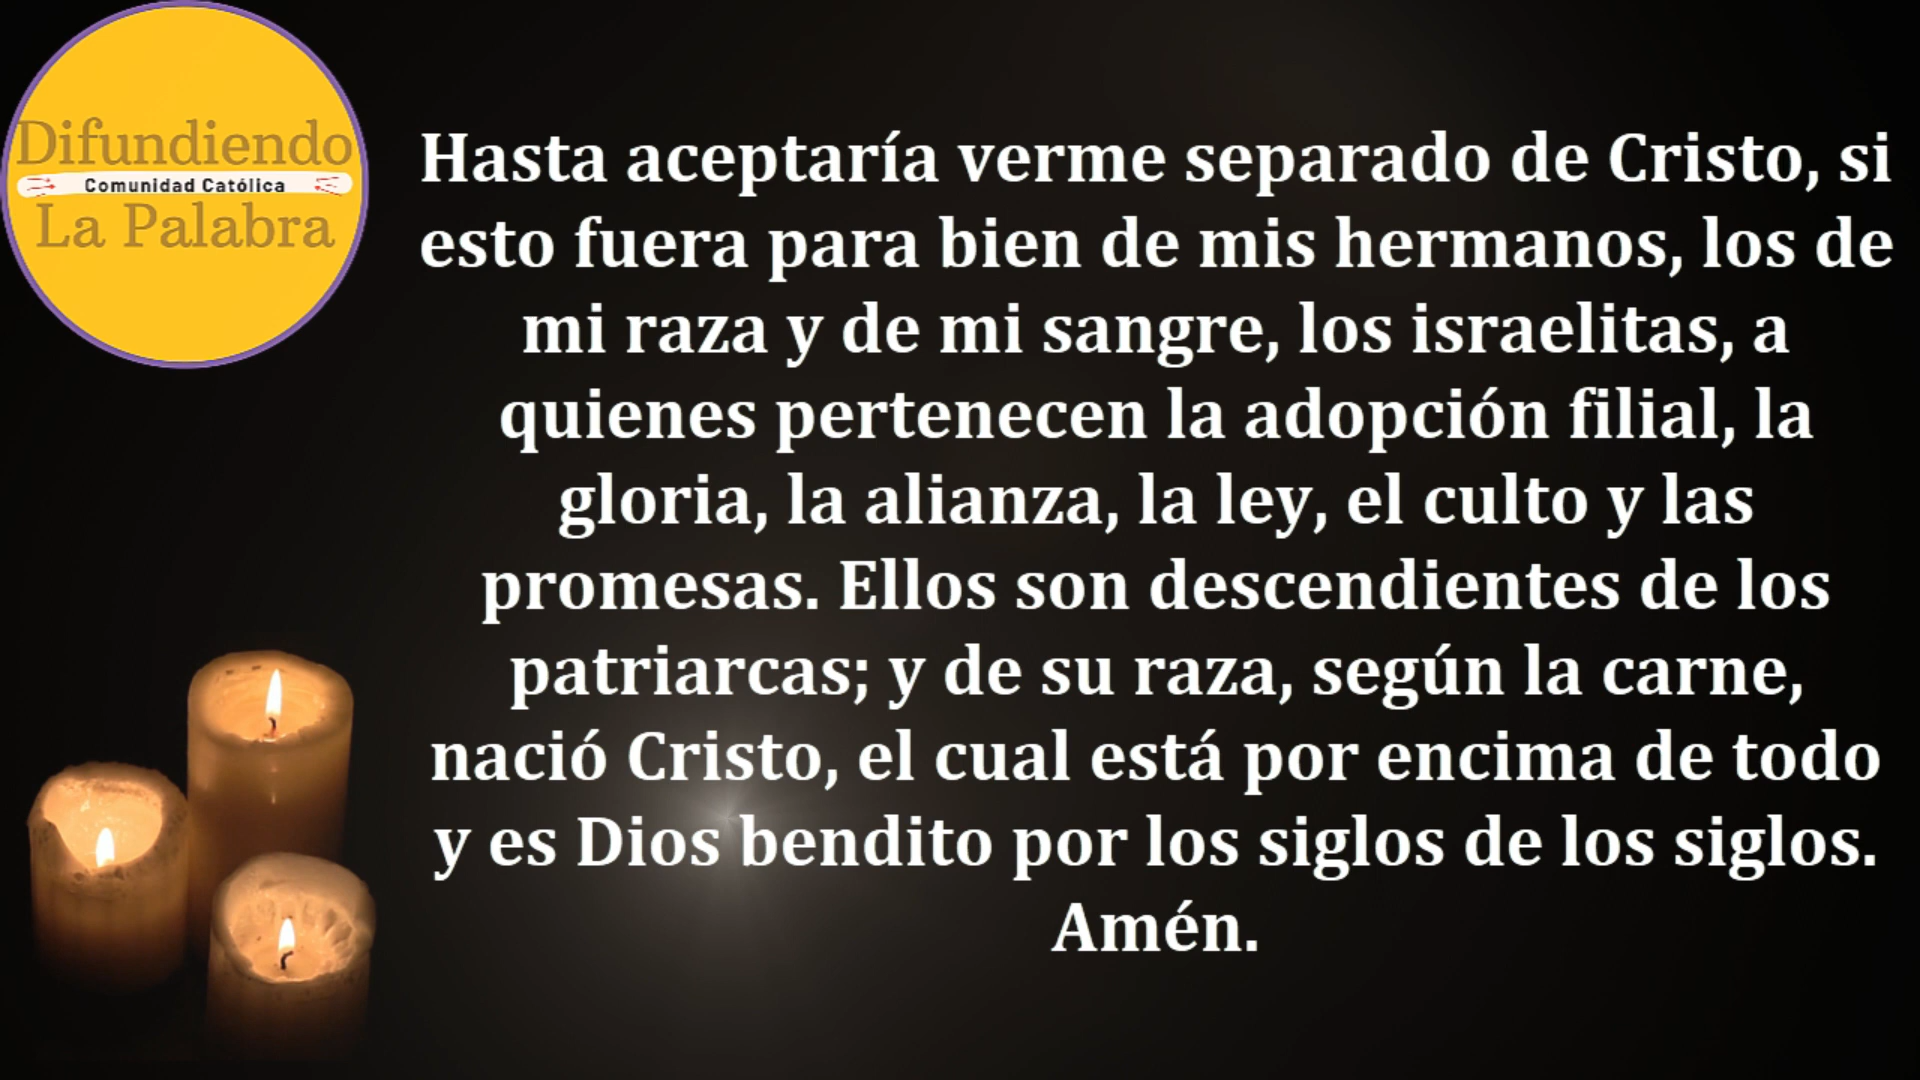 Difundiendo
Comunidad Católica
La Palabra
Hasta aceptaría verme separado de Cristo, si
esto fuera para bien de mis hermanos, los de
mi raza y de mi sangre, los israelitas, a
quienes pertenecen la adopción filial, la
gloria, la alianza, la ley, el culto y las
promesas. Ellos son descendientes de los
patriarcas; y de su raza, según la carne,
nació Cristo, el cual está por encima de todo
y es Dios bendito por los siglos de los siglos.
Amén.